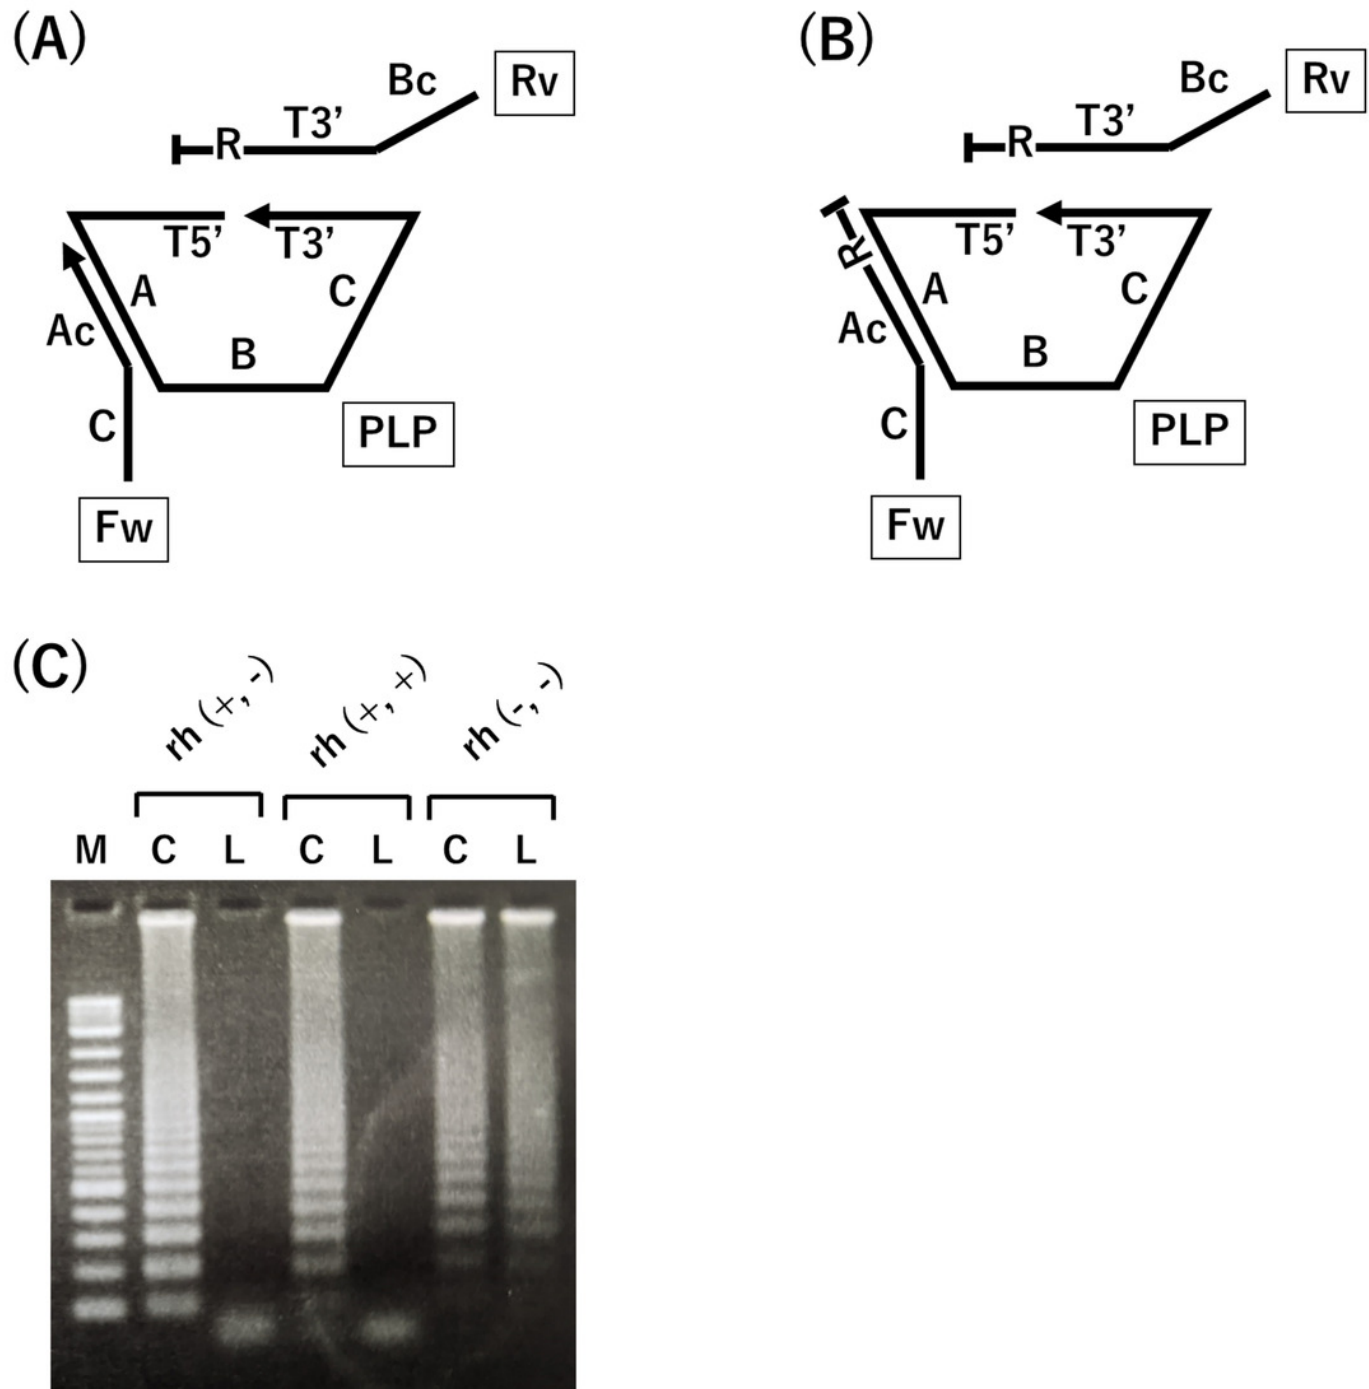 (A)
Bc
Rv
R
T3’
T5’
T3’
A
C
Ac
B
C
PLP
Fw
(B)
Bc
Rv
R
T3’
R
T5’
T3’
A
C
Ac
B
C
PLP
Fw
(C)
rh (+, -)
rh (+, +)
rh (-, -)
M C L C L C L